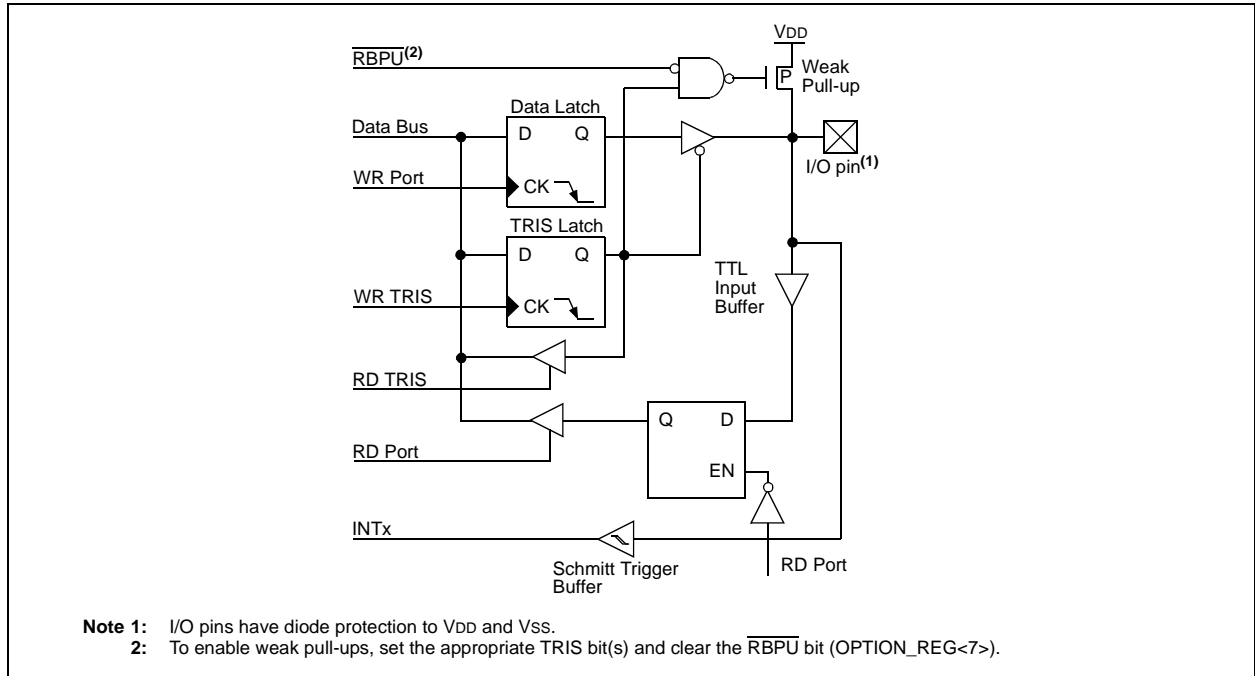 VDD
RBPU(2)
P
Weak
Pull-up
Data Latch
Data Bus
D Q
I/O pin(1)
WR Port
CK
TRIS Latch
D Q
TTL
Input
Buffer
WR TRIS
CK
RD TRIS
Q D
RD Port
EN
INTx
RD Port
Schmitt Trigger
Buffer
Note 1: I/O pins have diode protection to VDD and VSS.
2: To enable weak pull-ups, set the appropriate TRIS bit(s) and clear the RBPU bit (OPTION_REG<7>).